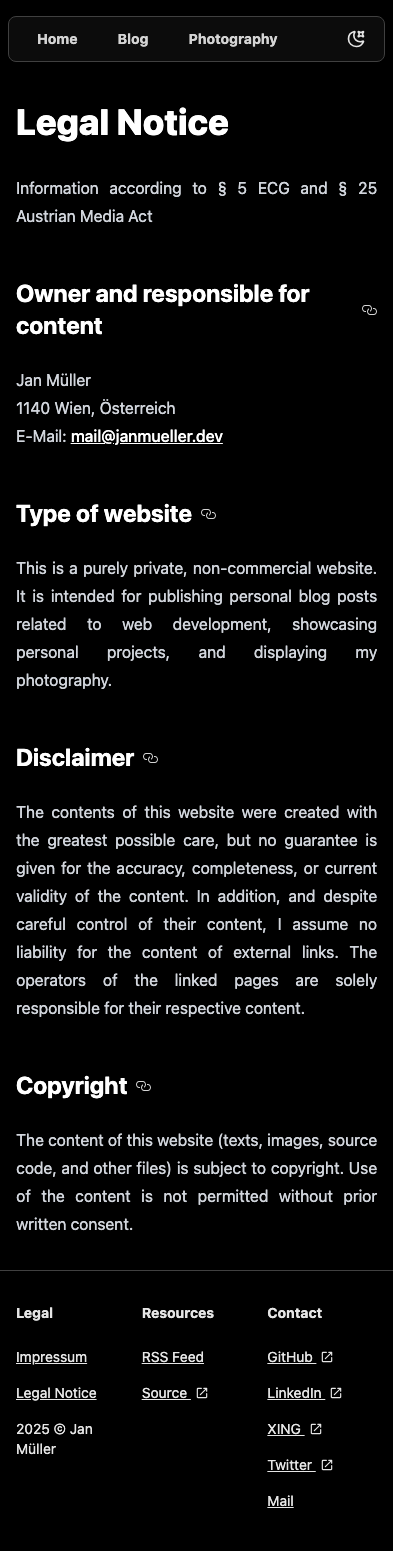 Home Blog Photography
Legal Notice
Information according to § 5 ECG and § 25
Austrian Media Act
Owner and responsible for
content
Jan Müller
1140 Wien, Österreich
E-Mail: mail@janmueller.dev
Type of website
This is a purely private, non-commercial website.
It is intended for publishing personal blog posts
related to web development, showcasing
personal projects, and displaying my
photography.
Disclaimer
The contents of this website were created with
the greatest possible care, but no guarantee is
given for the accuracy, completeness, or current
validity of the content. In addition, and despite
careful control of their content, I assume no
liability for the content of external links. The
operators of the linked pages are solely
responsible for their respective content.
Copyright
The content of this website (texts, images, source
code, and other files) is subject to copyright. Use
of the content is not permitted without prior
written consent.
Legal
Impressum
Legal Notice
2025 © Jan
Müller
Resources
RSS Feed
Source
Contact
GitHub
LinkedIn
XING
Twitter
Mail